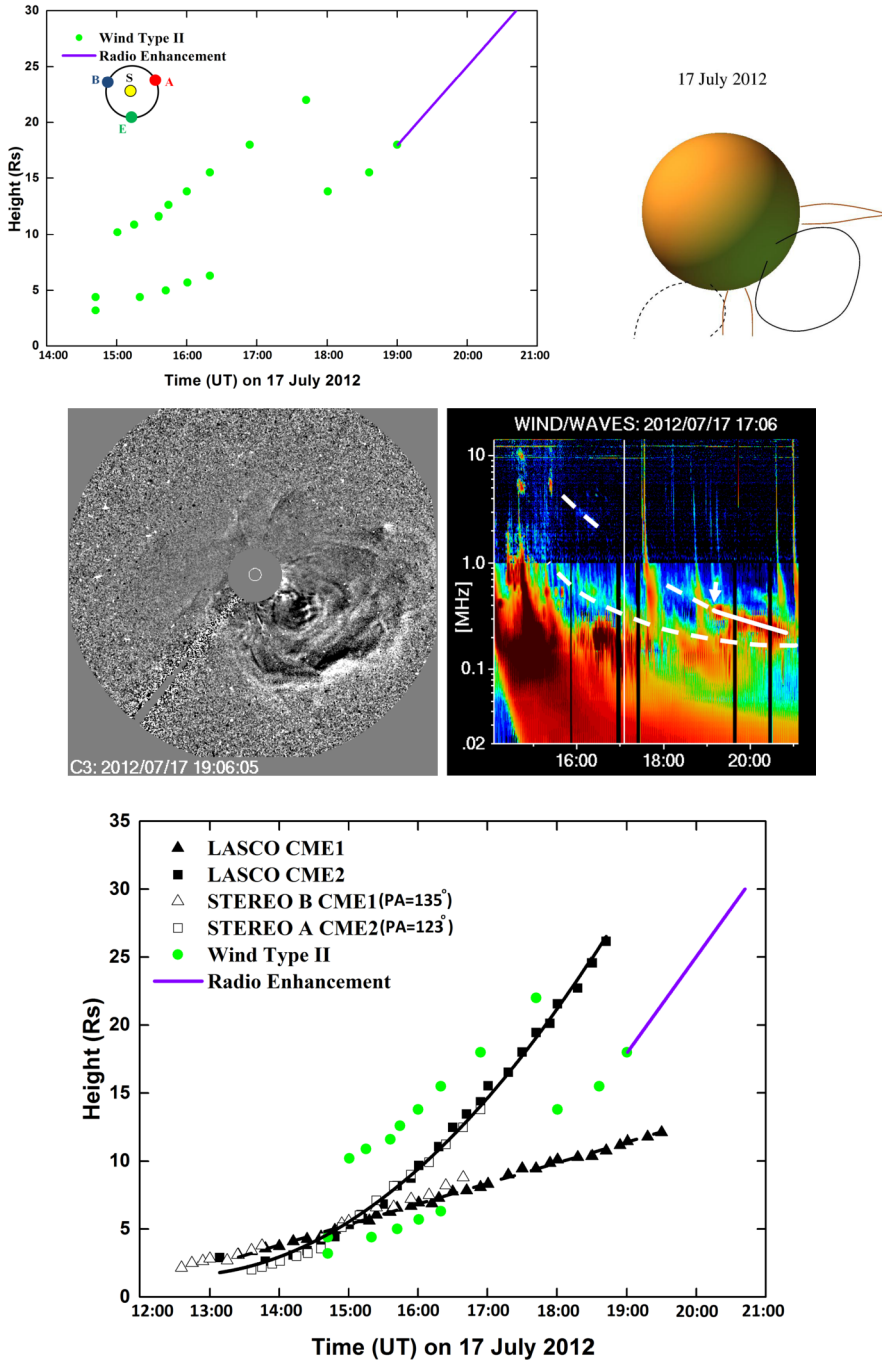 30
25
20
15
10
5
0
Height (Rs)
Wind Type II
Radio Enhancement
B
S
A
E
14:00 15:00 16:00 17:00 18:00 19:00 20:00 21:00
Time (UT) on 17 July 2012
17 July 2012
C3: 2012/07/17 19:06:05
WIND/WAVES: 2012/07/17 17:06
10
1.0
[MHz]
0.1
.02
16:00 18:00 20:00
35
30
25
20
15
10
5
0
Height (Rs)
LASCO CME1
LASCO CME2
STEREO B CME1(PA=135°)
STEREO A CME2(PA=123°)
Wind Type II
Radio Enhancement
12:00 13:00 14:00 15:00 16:00 17:00 18:00 19:00 20:00 21:00
Time (UT) on 17 July 2012